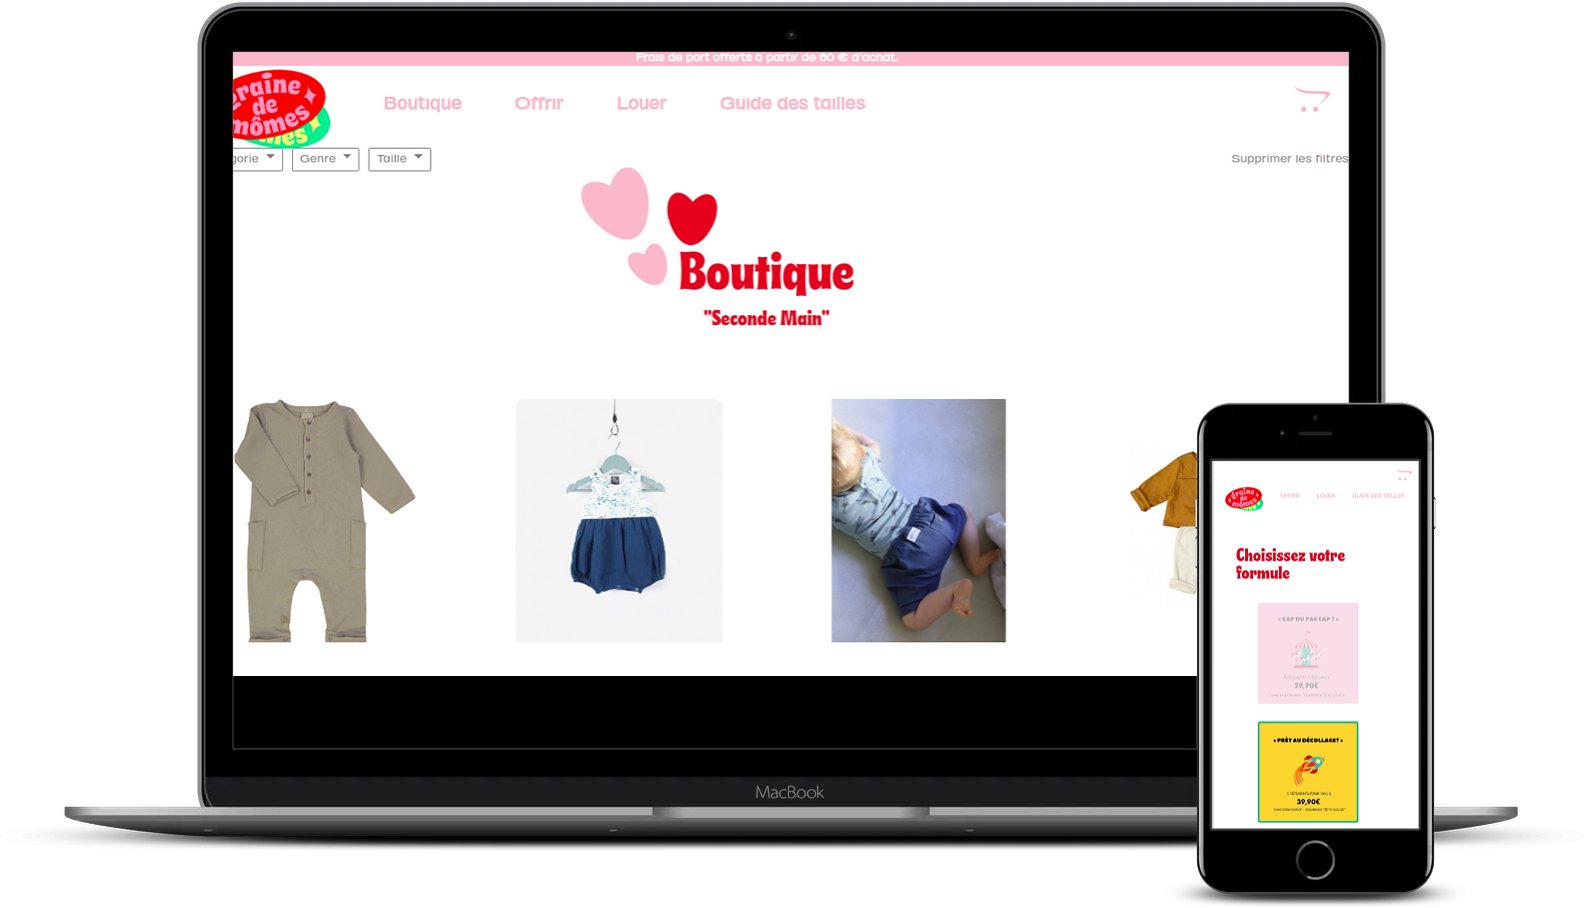 Frais de port offerts à partir de 60 € d'achat.
graine
de
mômes
Boutique
Offrir
Louer
Guide des tailles
gorie
Genre
Taille
Supprimer les filtres
Boutique
"Seconde Main"
MacBook
graine
de
mômes
OFFRIR
LOUER
GUIDE DES TAILLES
Choisissez votre
formule
« CAP OU PAS CAP ? »
29,90€
« PRÊT AU DÉCOLLAGE? »
39,90€